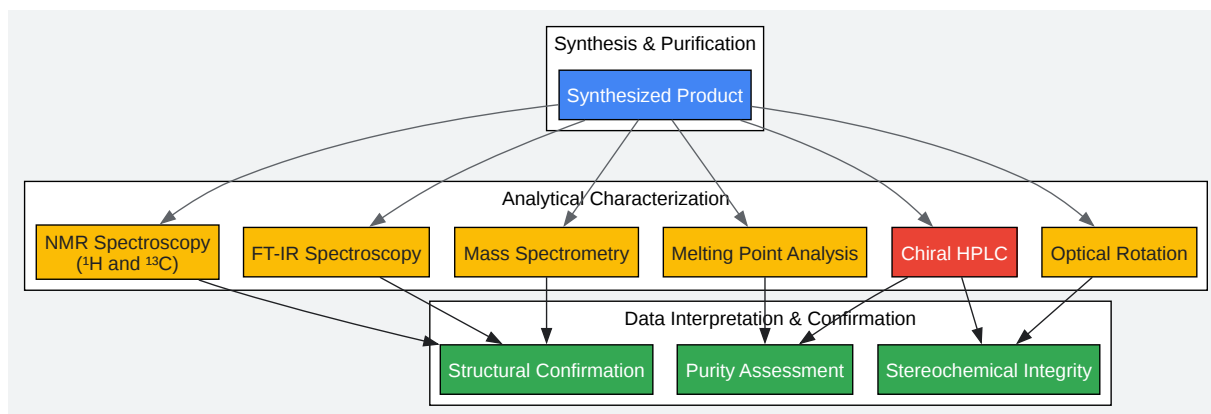 Synthesis & Purification
Synthesized Product
Analytical Characterization
NMR Spectroscopy
(¹H and ¹³C)
FT-IR Spectroscopy
Mass Spectrometry
Melting Point Analysis
Chiral HPLC
Optical Rotation
Data Interpretation & Confirmation
Structural Confirmation
Purity Assessment
Stereochemical Integrity